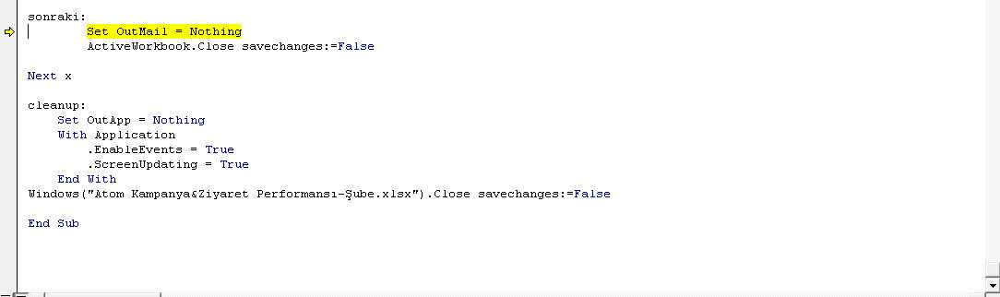 sonraki:
Set OutMail = Nothing
ActiveWorkbook.Close savechanges:=False
Next x
cleanup:
Set OutApp = Nothing
With Application
.EnableEvents = True
.ScreenUpdating = True
End With
Windows("Atom Kampanya&Ziyaret Performansı-Şube.xlsx").Close savechanges:=False
End Sub